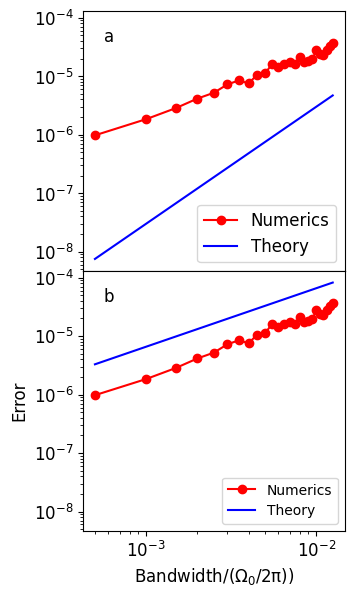 10⁻⁴
a
10⁻⁵
10⁻⁶
10⁻⁷
10⁻⁸
Numerics
Theory
10⁻⁴
b
10⁻⁵
10⁻⁶
10⁻⁷
10⁻⁸
Error
Numerics
Theory
10⁻³
10⁻²
Bandwidth/(Ω₀/2π))